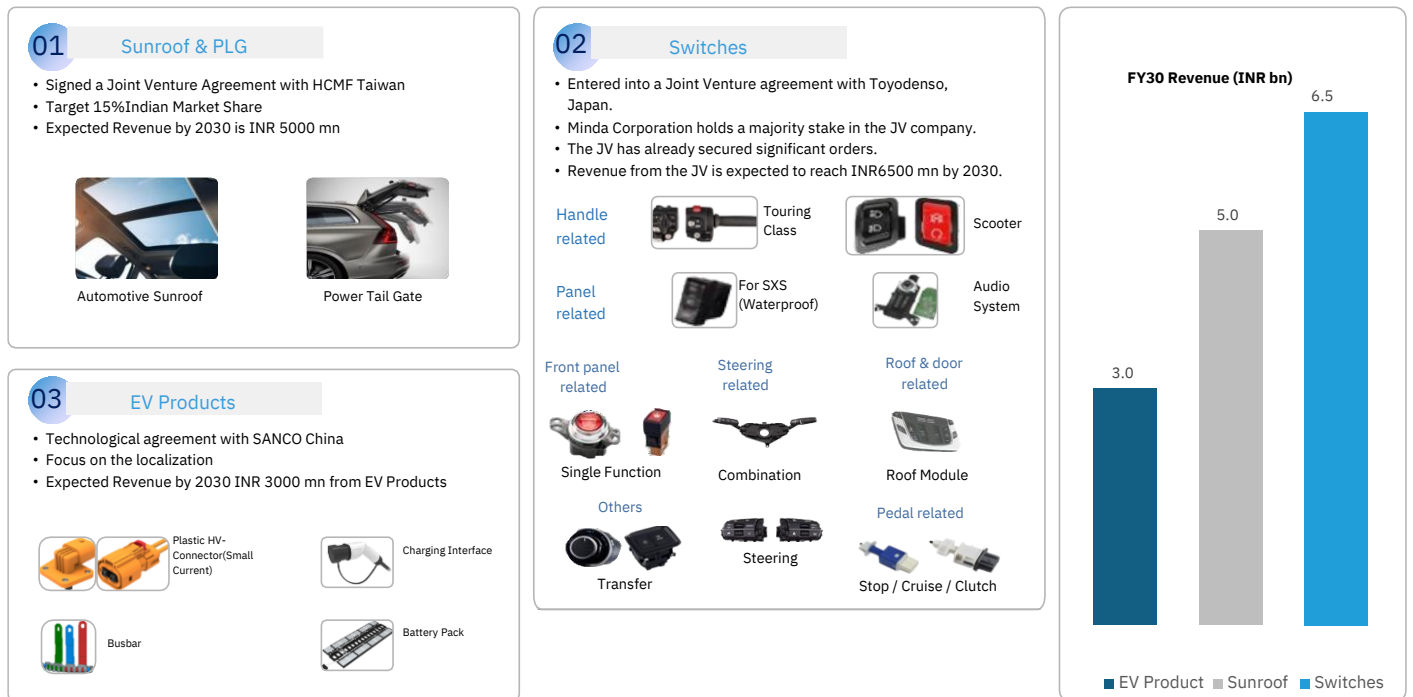 01
Sunroof & PLG
• Signed a Joint Venture Agreement with HCMF Taiwan
• Target 15%Indian Market Share
• Expected Revenue by 2030 is INR 5000 mn
Automotive Sunroof
Power Tail Gate
02
Switches
• Entered into a Joint Venture agreement with Toyodenso,
Japan.
• Minda Corporation holds a majority stake in the JV company.
• The JV has already secured significant orders.
• Revenue from the JV is expected to reach INR6500 mn by 2030.
Handle
related
Touring
Class
Scooter
Panel
related
For SXS
(Waterproof)
Audio
System
Front panel
related
Steering
related
Roof & door
related
Single Function
Combination
Roof Module
Others
Pedal related
Transfer
Steering
Stop / Cruise / Clutch
03
EV Products
• Technological agreement with SANCO China
• Focus on the localization
• Expected Revenue by 2030 INR 3000 mn from EV Products
Plastic HV-
Connector(Small
Current)
Charging Interface
Busbar
Battery Pack
FY30 Revenue (INR bn)
6.5
5.0
3.0
EV Product
Sunroof
Switches